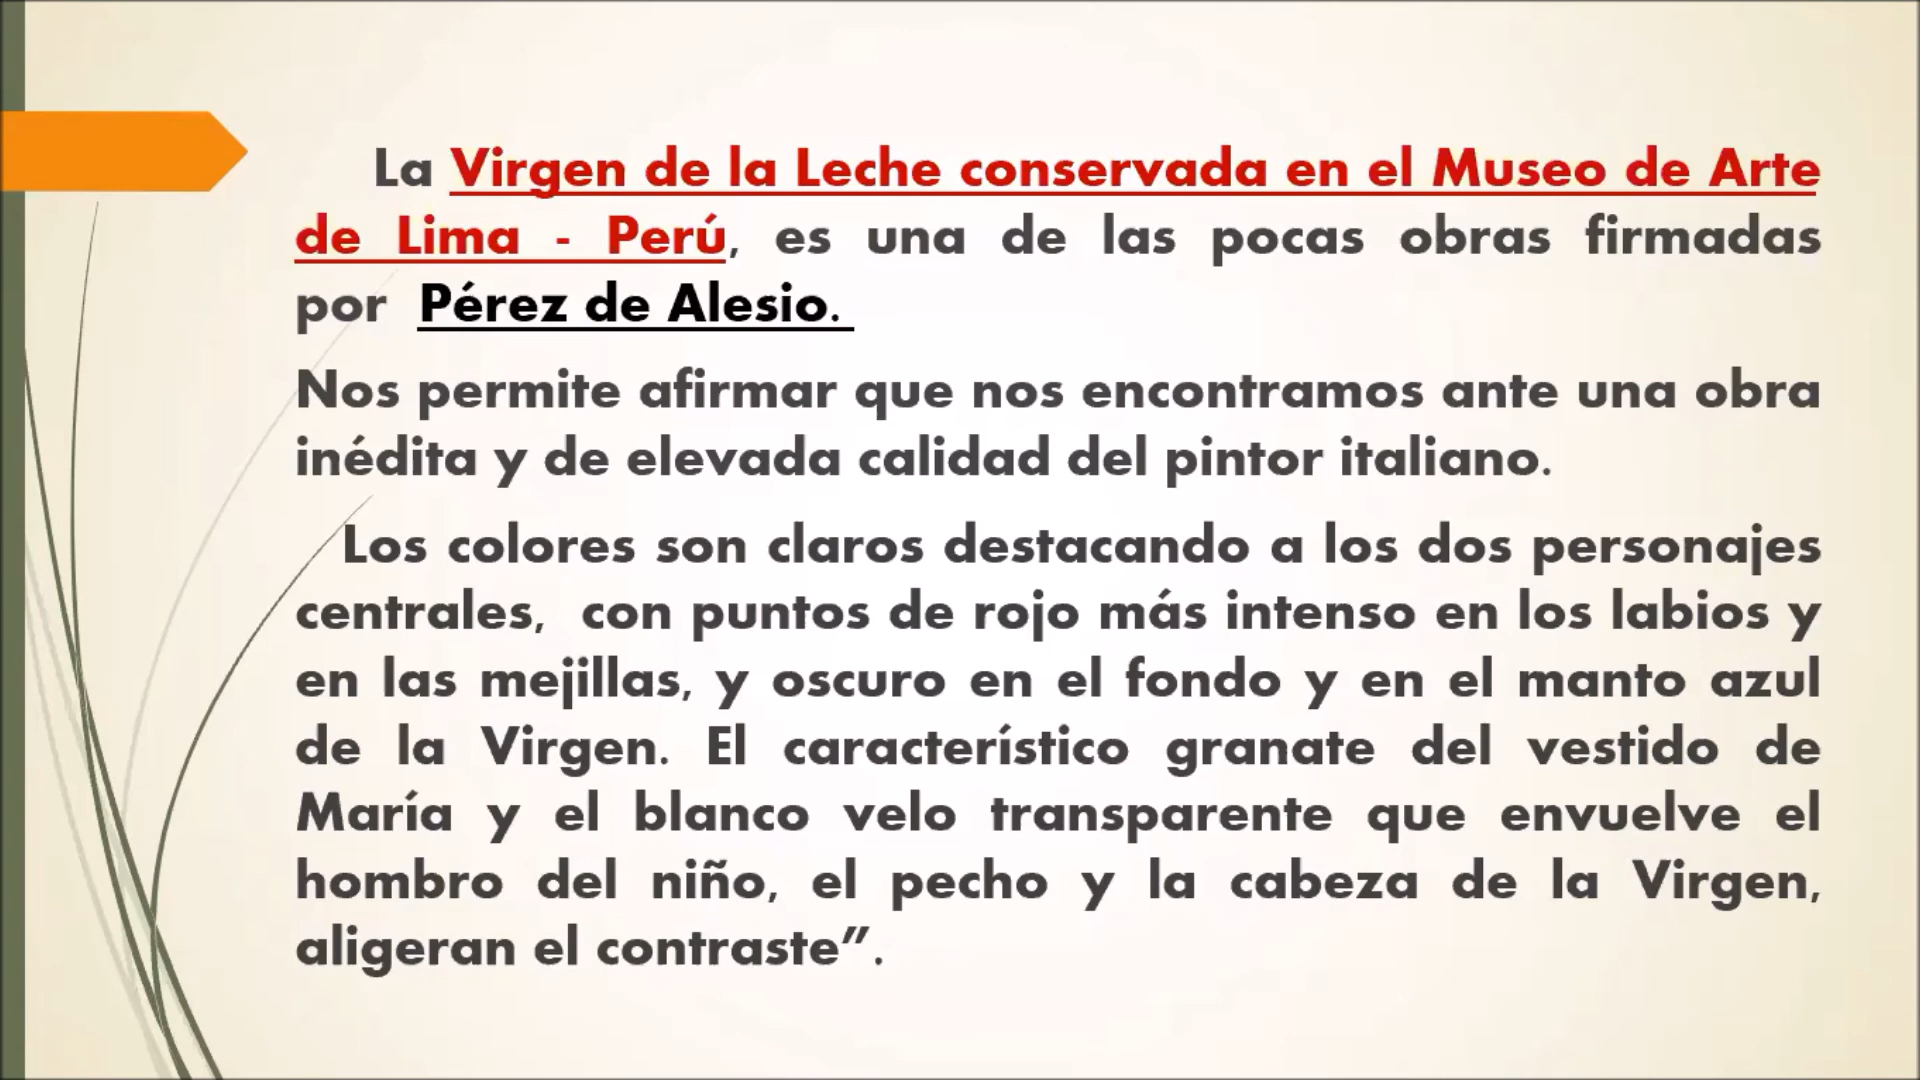 La Virgen de la Leche conservada en el Museo de Arte
de Lima - Perú, es una de las pocas obras firmadas
por Pérez de Alesio.
Nos permite afirmar que nos encontramos ante una obra
inédita y de elevada calidad del pintor italiano.
Los colores son claros destacando a los dos personajes
centrales, con puntos de rojo más intenso en los labios y
en las mejillas, y oscuro en el fondo y en el manto azul
de la Virgen. El característico granate del vestido de
María y el blanco velo transparente que envuelve el
hombro del niño, el pecho y la cabeza de la Virgen,
aligeran el contraste”.